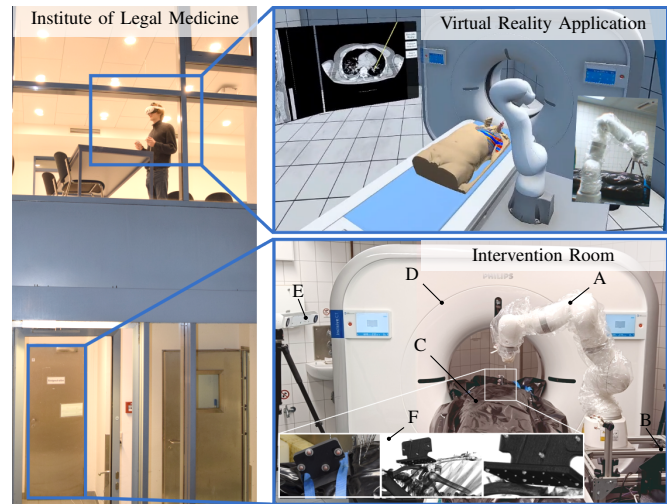 Institute of Legal Medicine
Virtual Reality Application
Intervention Room
PHILIPS
A
B
C
D
E
F